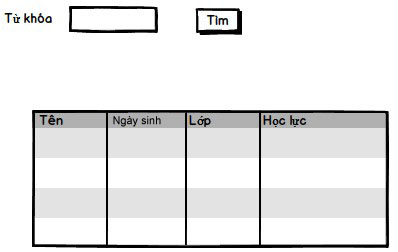 Từ khóa Tìm
Tên Ngày sinh Lớp Học lực